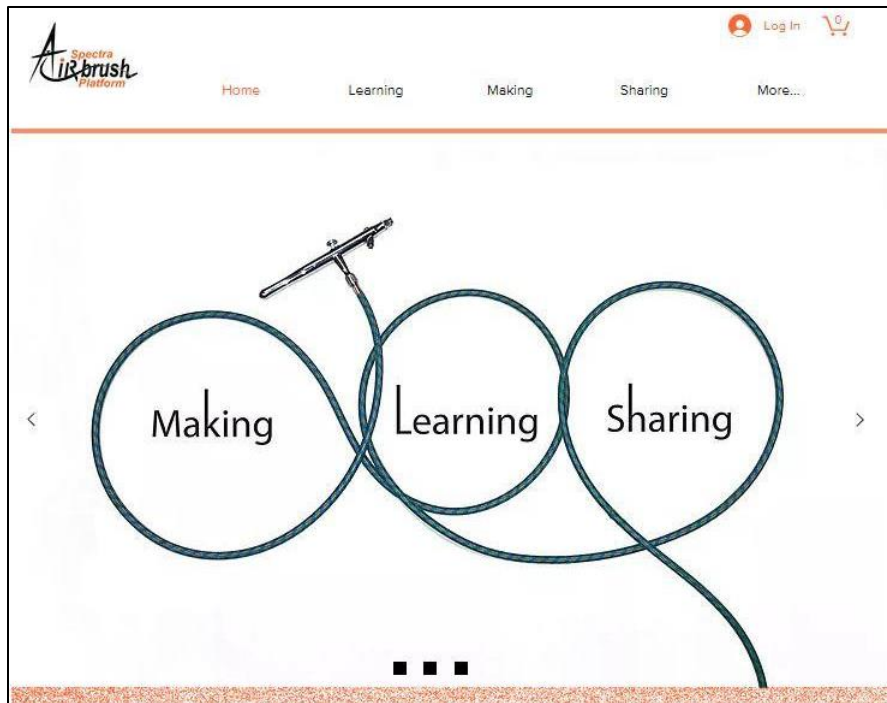 Log In
0
Spectra
AiRbrush
Platform
Home Learning Making Sharing More...
Making Learning Sharing